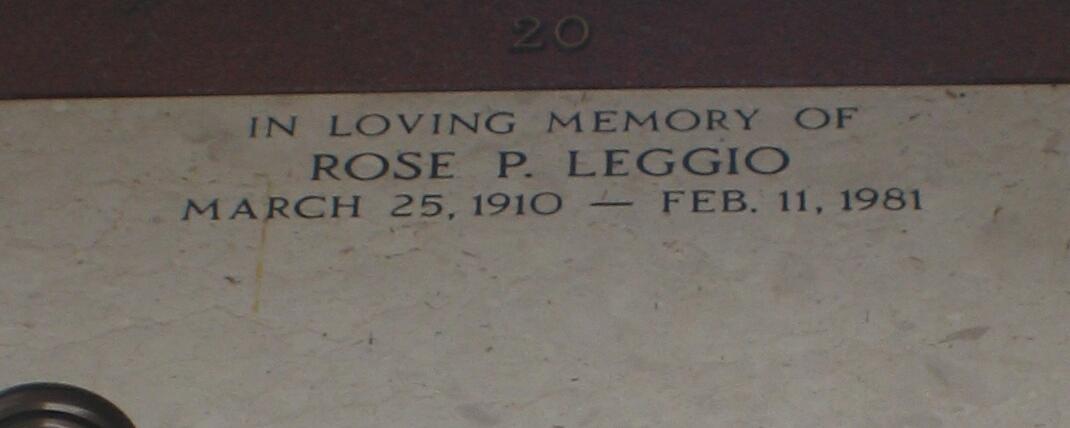 20
IN LOVING MEMORY OF
ROSE P. LEGGIO
MARCH 25, 1910 — FEB. 11, 1981